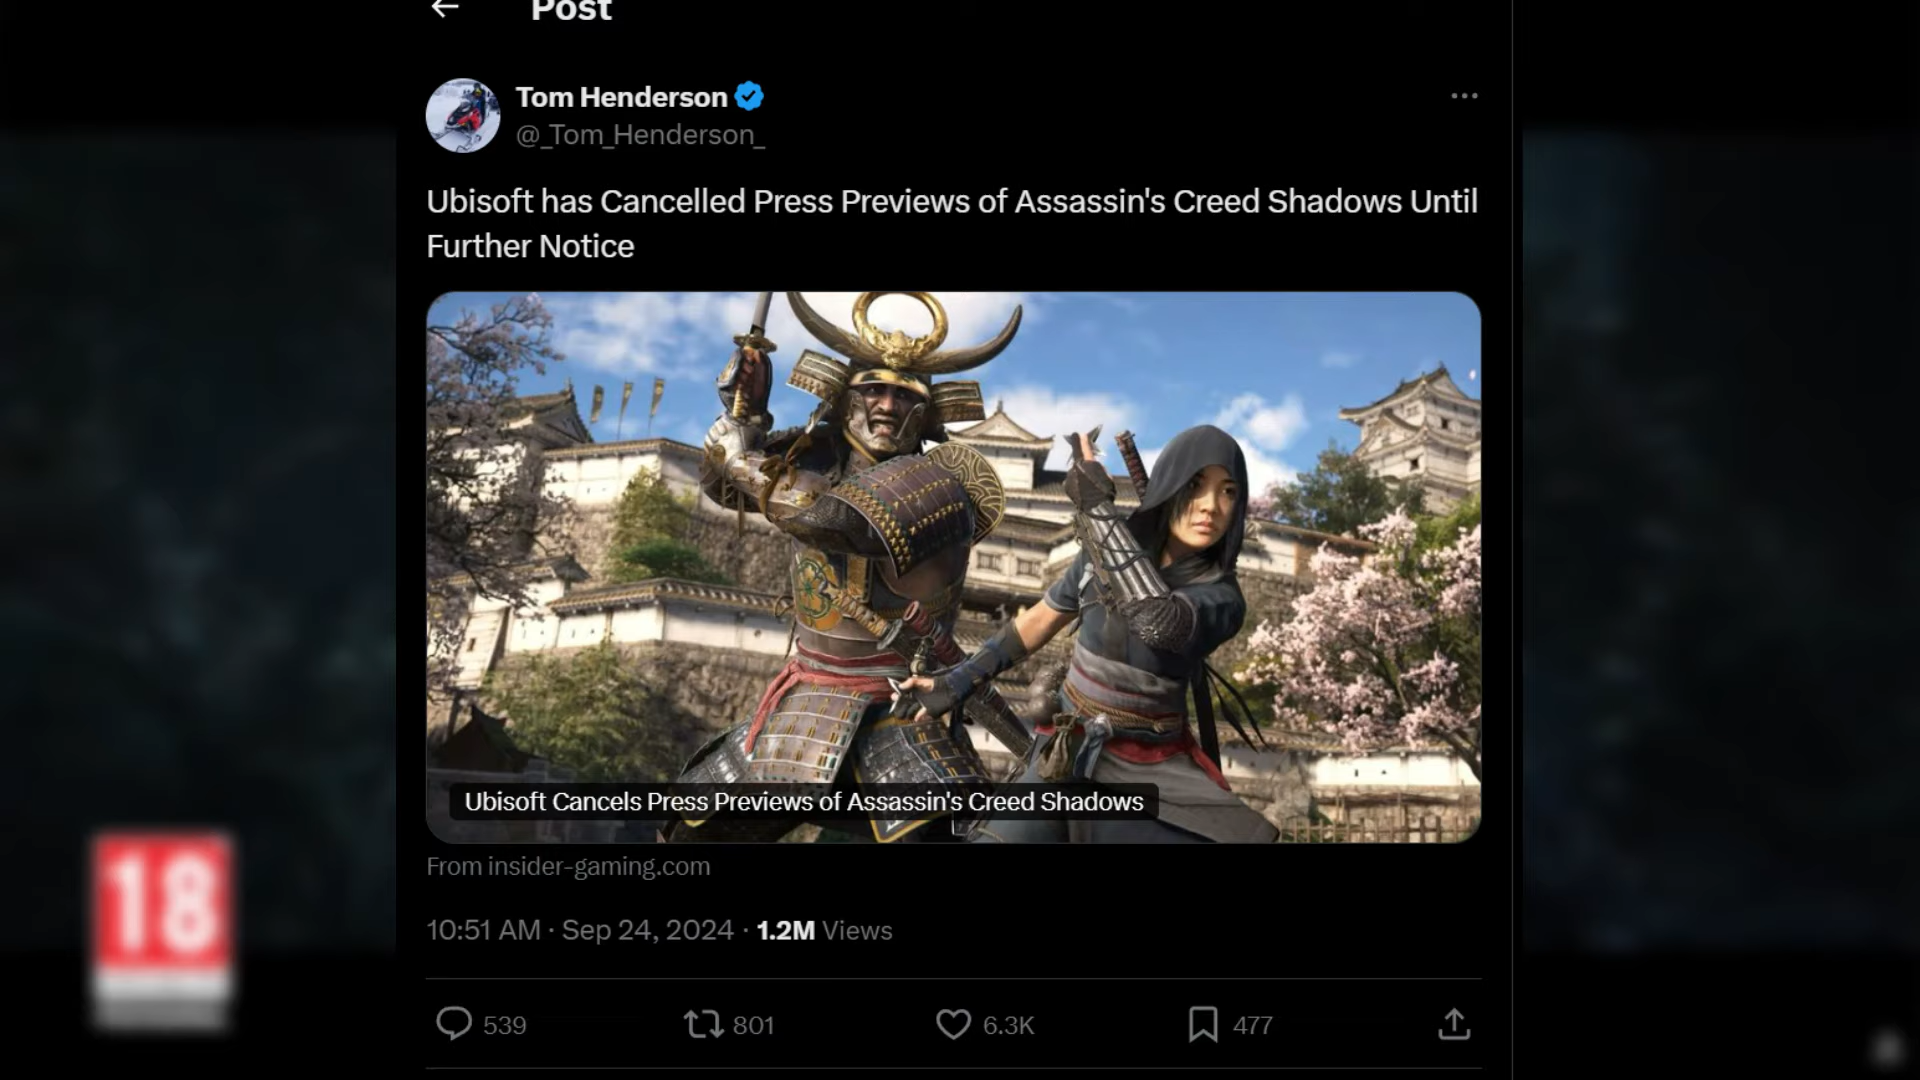 Post
Tom Henderson
@_Tom_Henderson_
Ubisoft has Cancelled Press Previews of Assassin's Creed Shadows Until
Further Notice
Ubisoft Cancels Press Previews of Assassin's Creed Shadows
From insider-gaming.com
10:51 AM · Sep 24, 2024 · 1.2M Views
539 801 6.3K 477
18